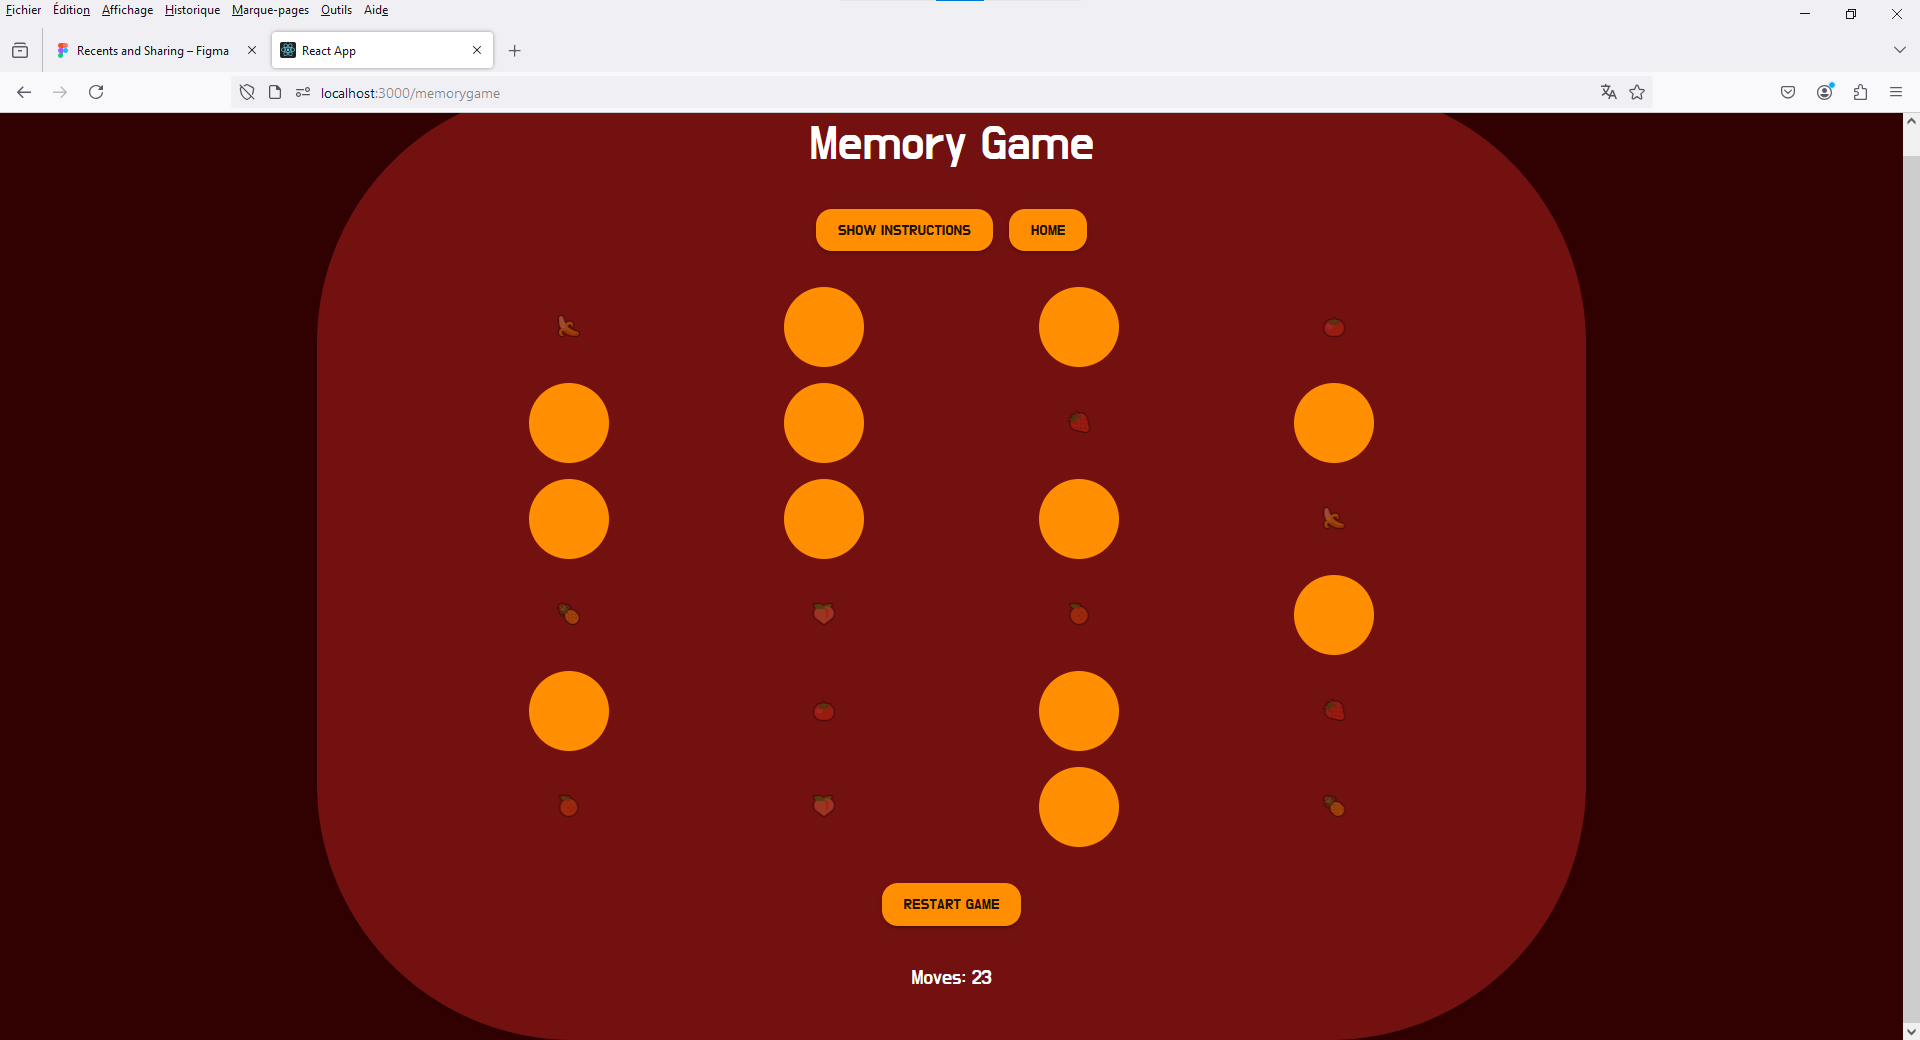 Fichier Édition Affichage Historique Marque-pages Outils Aide
Recents and Sharing – Figma
React App
localhost:3000/memorygame
Memory Game
SHOW INSTRUCTIONS
HOME
RESTART GAME
Moves: 23